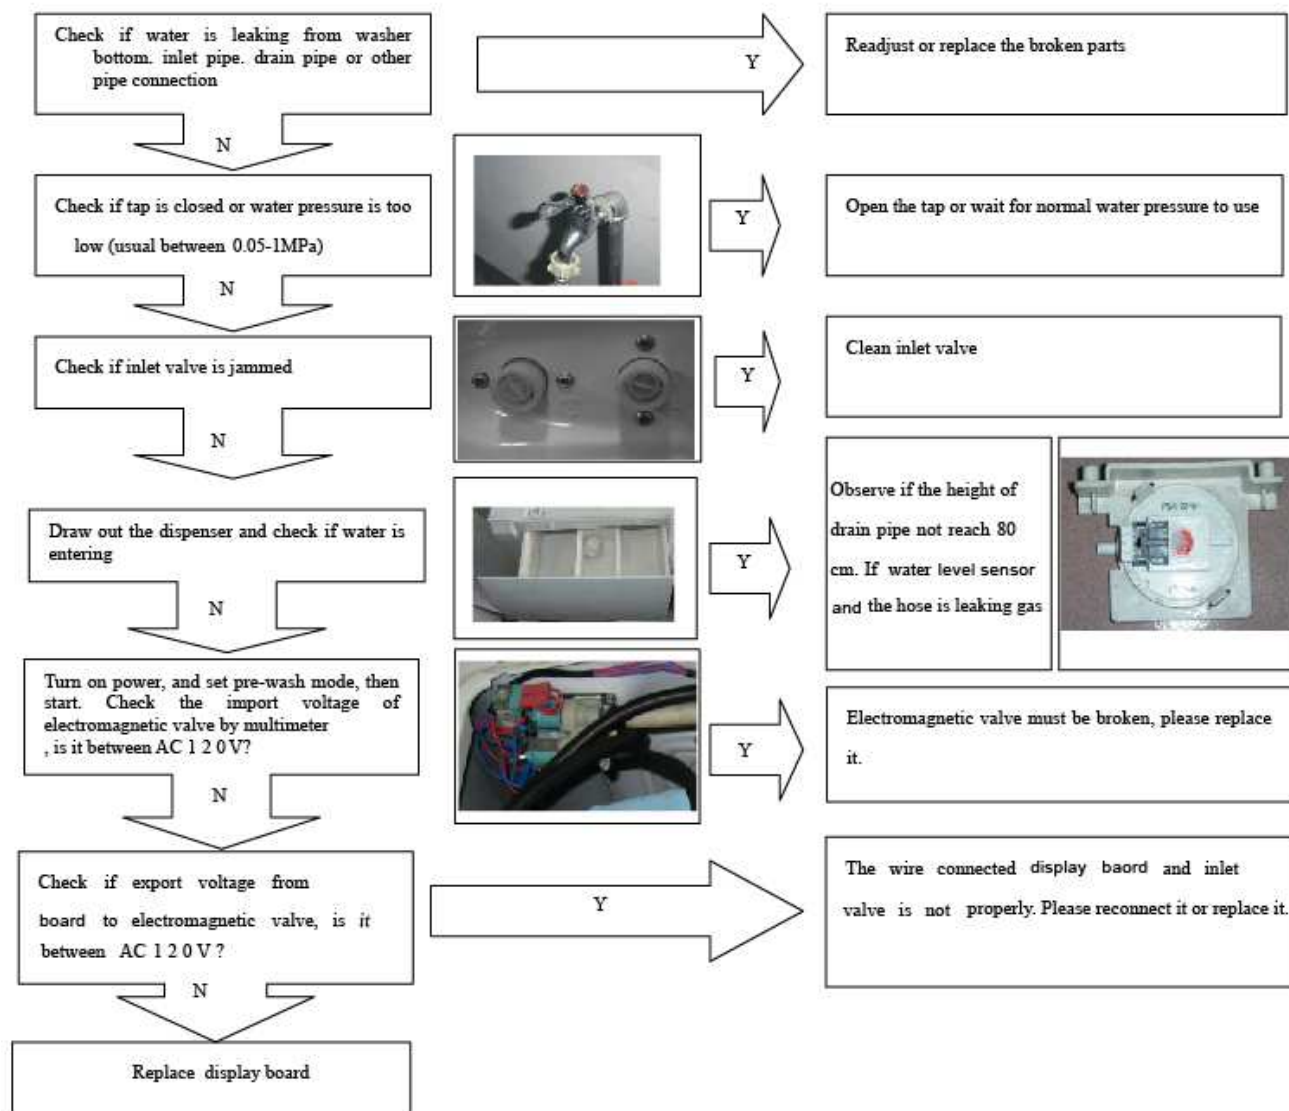 Check if water is leaking from washer
bottom. inlet pipe. drain pipe or other
pipe connection
Y
Readjust or replace the broken parts
N
Check if tap is closed or water pressure is too
low (usual between 0.05-1MPa)
Y
Open the tap or wait for normal water pressure to use
N
Check if inlet valve is jammed
Y
Clean inlet valve
N
Draw out the dispenser and check if water is
entering
Y
Observe if the height of
drain pipe not reach 80
cm. If water level sensor
and the hose is leaking gas
N
Turn on power, and set pre-wash mode, then
start. Check the import voltage of
electromagnetic valve by multimeter
, is it between AC 1 2 0 V?
Y
Electromagnetic valve must be broken, please replace
it.
N
Check if export voltage from
board to electromagnetic valve, is it
between AC 1 2 0 V ?
Y
The wire connected display baord and inlet
valve is not properly. Please reconnect it or replace it.
N
Replace display board